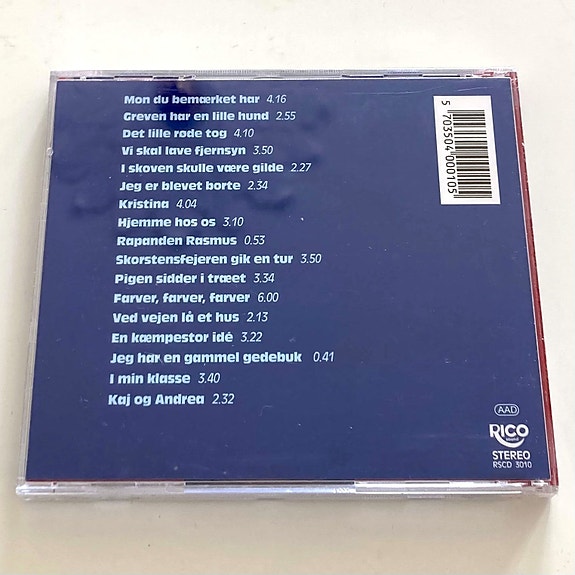 Mon du bemærket har 4.16
Greven har en lille hund 2.55
Det lille røde tog 4.10
Vi skal lave fjernsyn 3.50
I skoven skulle være gilde 2.27
Jeg er blevet borte 2.34
Kristina 4.04
Hjemme hos os 3.10
Rapanden Rasmus 0.53
Skorstensfejeren gik en tur 3.50
Pigen sidder i træet 3.34
Farver, farver, farver 6.00
Ved vejen lå et hus 2.13
En kæmpestor idé 3.22
Jeg har en gammel gedebuk 0.41
I min klasse 3.40
Kaj og Andrea 2.32
5 703504 000105
AAD
RICO
sound
STEREO
RSCD 3010